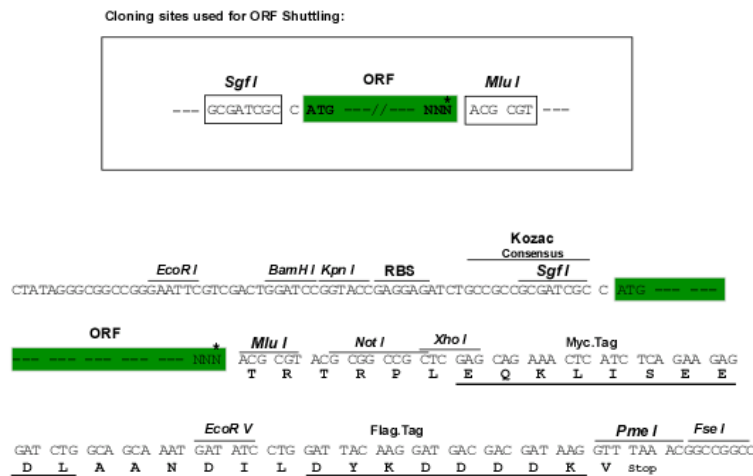 Cloning sites used for ORF Shuttling:
Sgf I ORF Mlu I
--- GCGATCGC C ATG ---//--- NNN* ACG CGT ---
Kozac
Consensus
EcoR I BamH I Kpn I RBS Sgf I
CTATAGGGCGGCCGGGAATTCGTCGACTGGATCCGGTACCGAGGAGATCTGCCGCCGCGATCGC C ATG --- ---
ORF Mlu I Not I Xho I Myc.Tag
--- --- --- --- --- --- NNN* ACG CGT ACG CGG CCG CTC GAG CAG AAA CTC ATC TCA GAA GAG
T R T R P L E Q K L I S E E
EcoR V Flag.Tag Pme I Fse I
GAT CTG GCA GCA AAT GAT ATC CTG GAT TAC AAG GAT GAC GAC GAT AAG GTT TAA ACGGCCGGCC
D L A A N D I L D Y K D D D D K V Stop